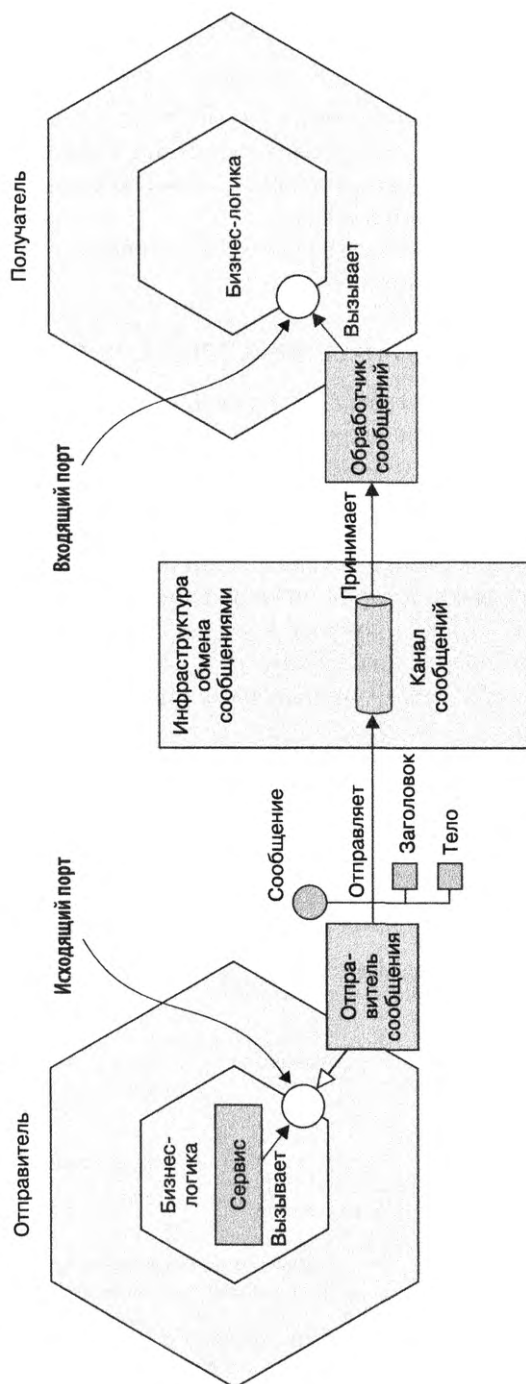 Отправитель
Исходящий порт
Бизнес-
логика
Сервис
Вызывает
Отпра-
витель
сообщения
Сообщение
Отправляет
Заголовок
Тело
Инфраструктура
обмена
сообщениями
Канал
сообщений
Принимает
Входящий порт
Получатель
Бизнес-логика
Вызывает
Обработчик
сообщений